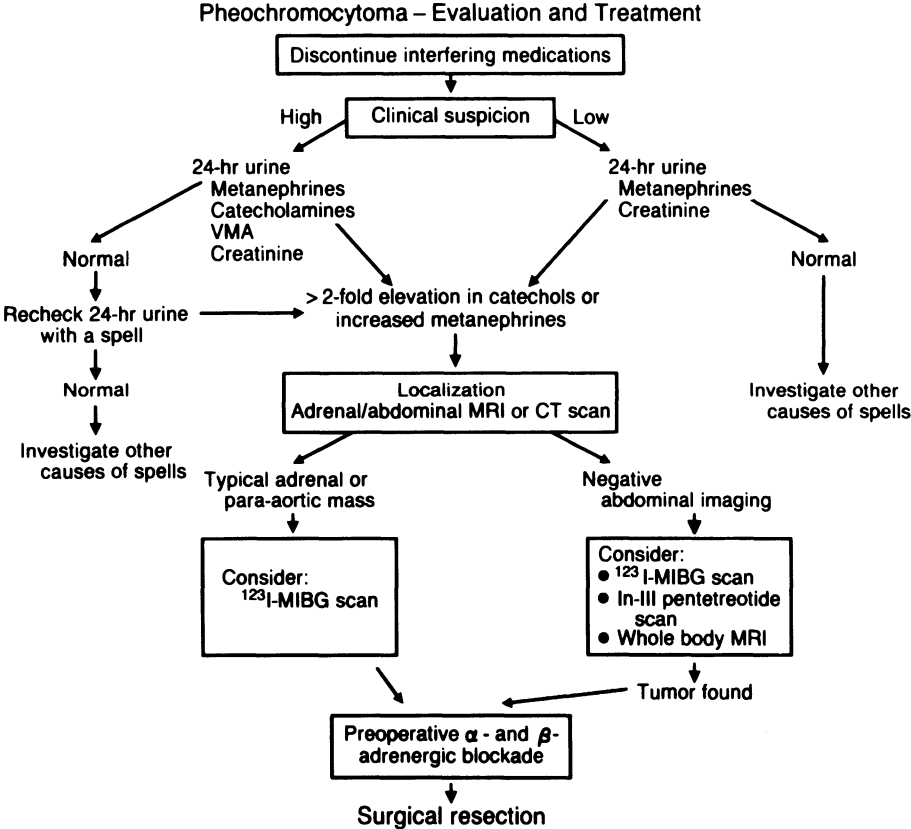 Pheochromocytoma – Evaluation and Treatment
Discontinue interfering medications
High
Clinical suspicion
Low
24-hr urine
Metanephrines
Catecholamines
VMA
Creatinine
24-hr urine
Metanephrines
Creatinine
Normal
Normal
Recheck 24-hr urine
with a spell
> 2-fold elevation in catechols or
increased metanephrines
Normal
Investigate other
causes of spells
Localization
Adrenal/abdominal MRI or CT scan
Investigate other
causes of spells
Typical adrenal or
para-aortic mass
Negative
abdominal imaging
Consider:
¹²³I-MIBG scan
Consider:
● ¹²³I-MIBG scan
● In-III pentetreotide
scan
● Whole body MRI
Tumor found
Preoperative α - and β-
adrenergic blockade
Surgical resection